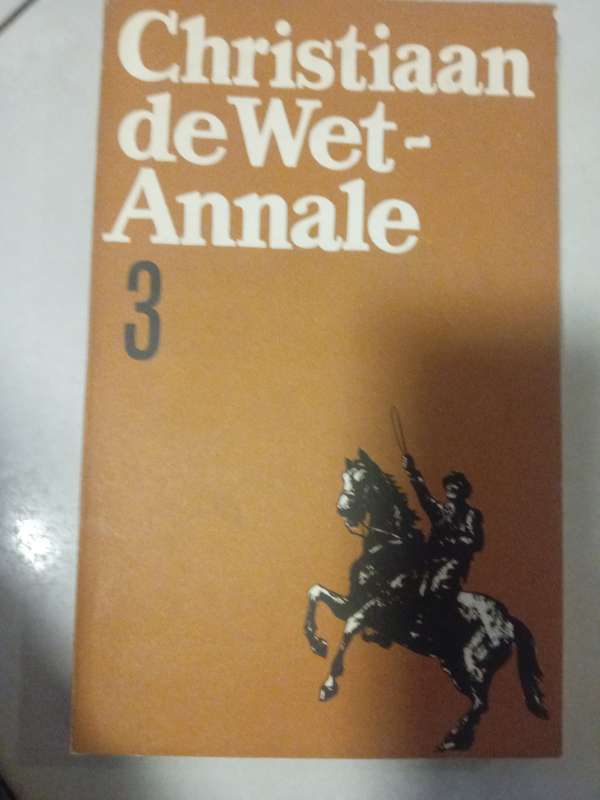 Christiaan
de Wet-
Annale
3